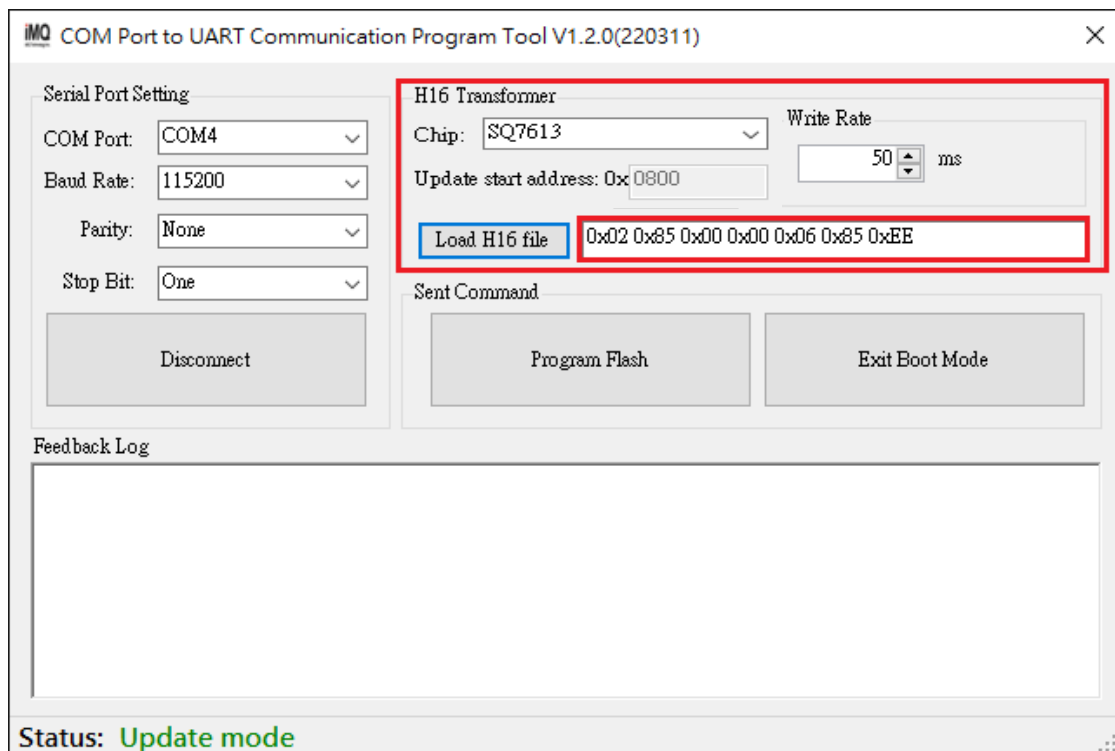 iMQ COM Port to UART Communication Program Tool V1.2.0(220311)
Serial Port Setting
COM Port: COM4
Baud Rate: 115200
Parity: None
Stop Bit: One
Disconnect
H16 Transformer
Chip: SQ7613
Update start address: 0x 0800
Write Rate
50 ms
Load H16 file 0x02 0x85 0x00 0x00 0x06 0x85 0xEE
Sent Command
Program Flash Exit Boot Mode
Feedback Log
Status: Update mode